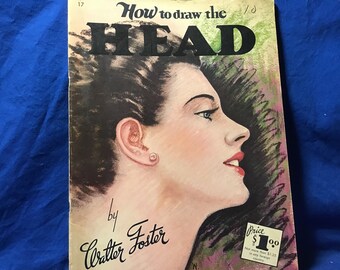 17
How to draw the
HEAD
by
Walter Foster
Price
$1.00